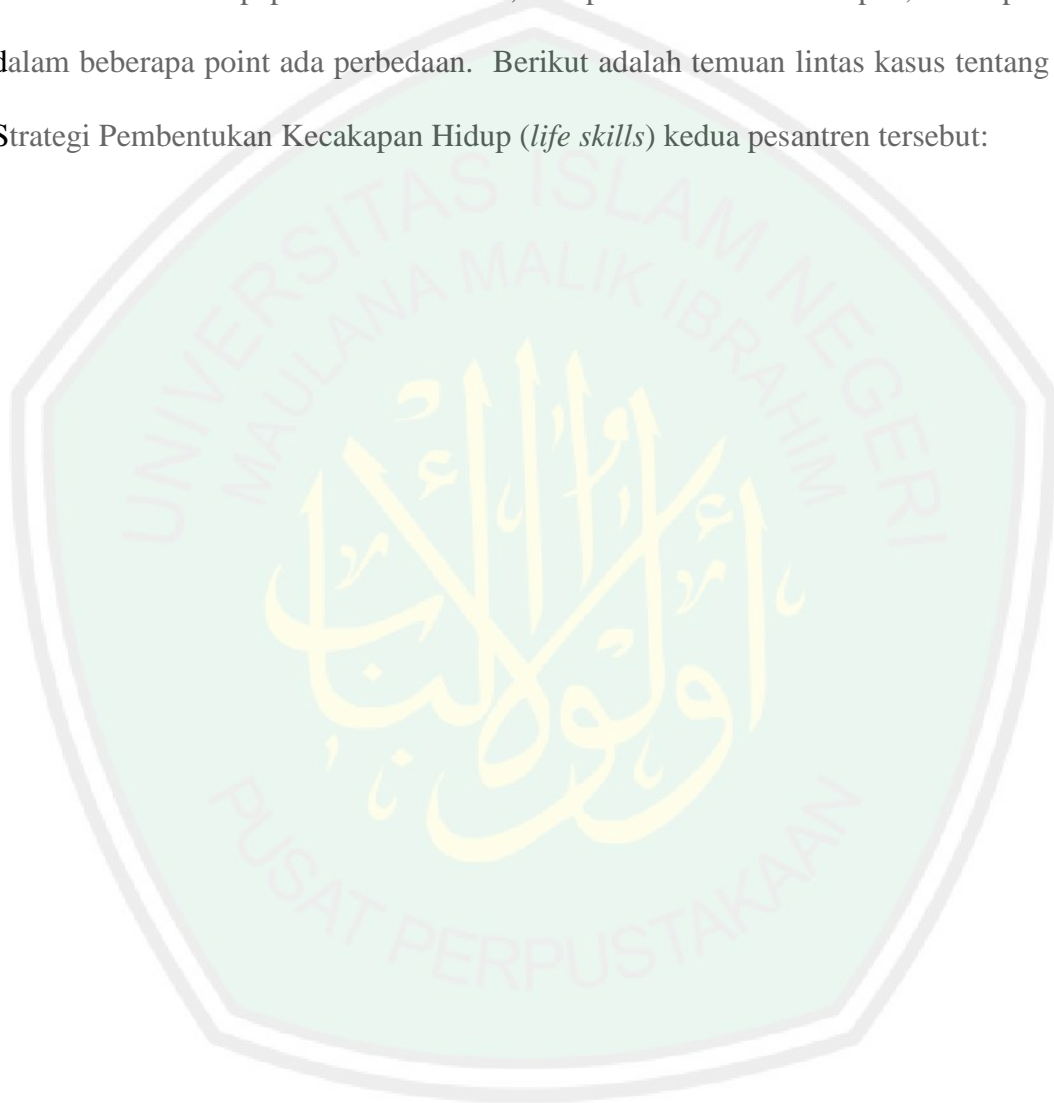 dalam beberapa point ada perbedaan. Berikut adalah temuan lintas kasus tentang
Strategi Pembentukan Kecakapan Hidup (life skills) kedua pesantren tersebut:
UNIVERSITAS ISLAM NEGERI
MAULANA MALIK IBRAHIM
أولوا الألباب
PUSAT PERPUSTAKAAN